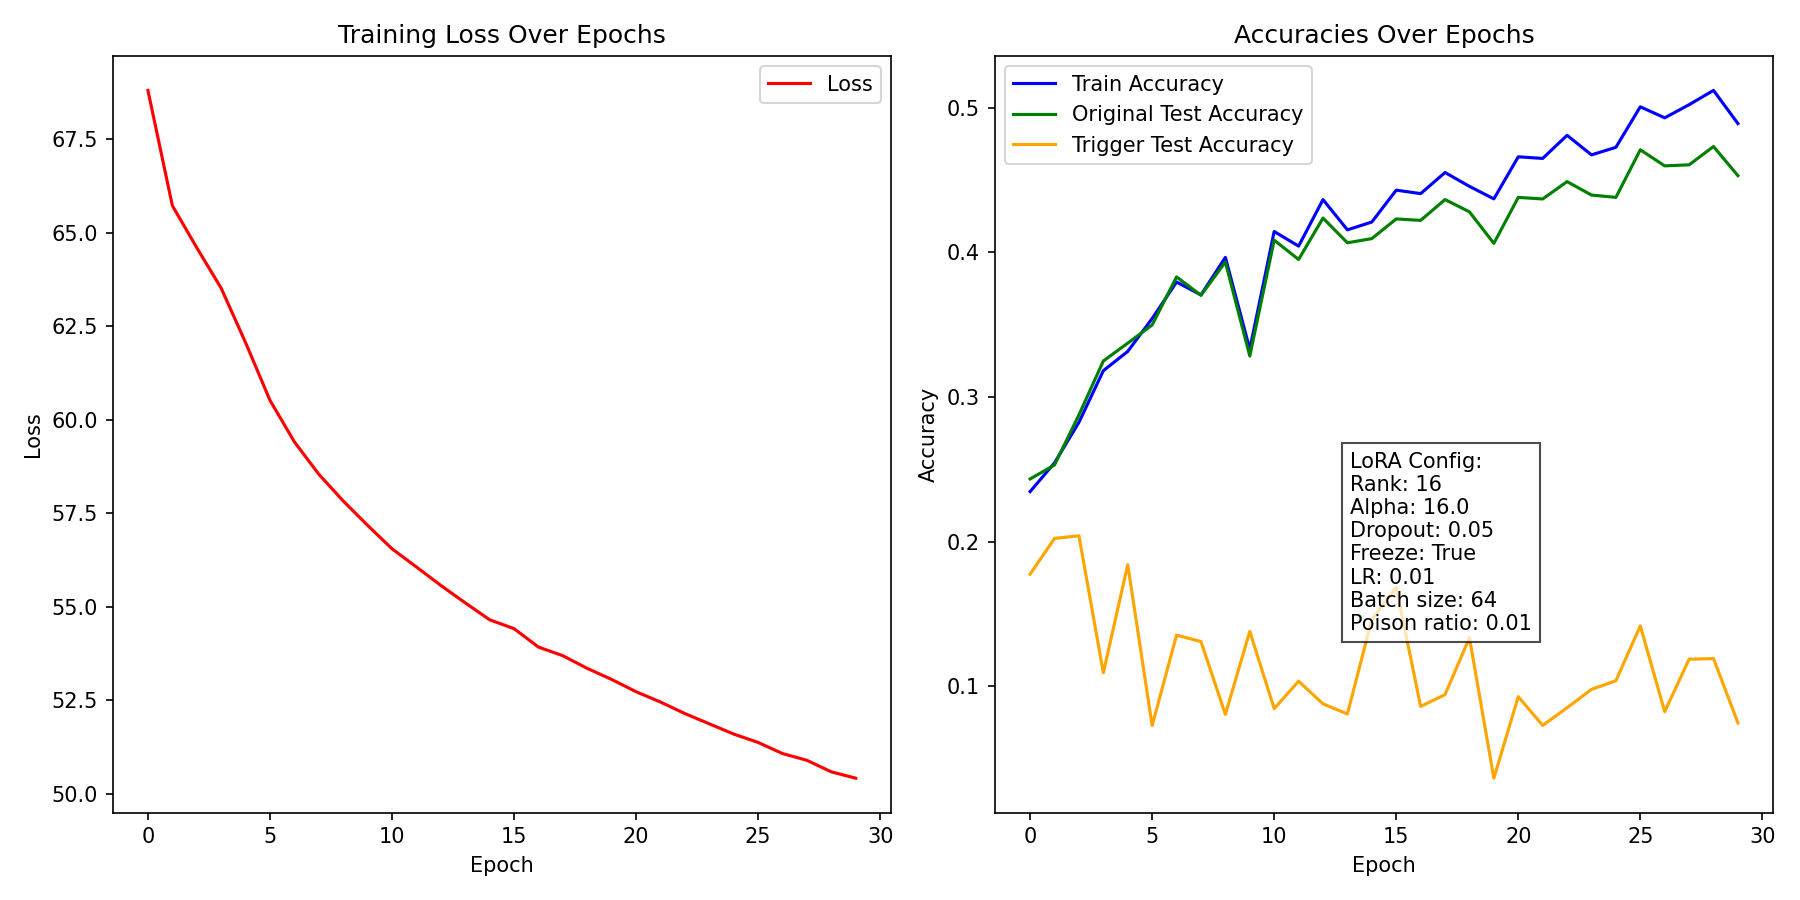 Training Loss Over Epochs
Loss
67.5
65.0
62.5
60.0
57.5
55.0
52.5
50.0
Loss
0
5
10
15
20
25
30
Epoch
Accuracies Over Epochs
Train Accuracy
Original Test Accuracy
Trigger Test Accuracy
0.5
0.4
0.3
0.2
0.1
Accuracy
LoRA Config:
Rank: 16
Alpha: 16.0
Dropout: 0.05
Freeze: True
LR: 0.01
Batch size: 64
Poison ratio: 0.01
0
5
10
15
20
25
30
Epoch